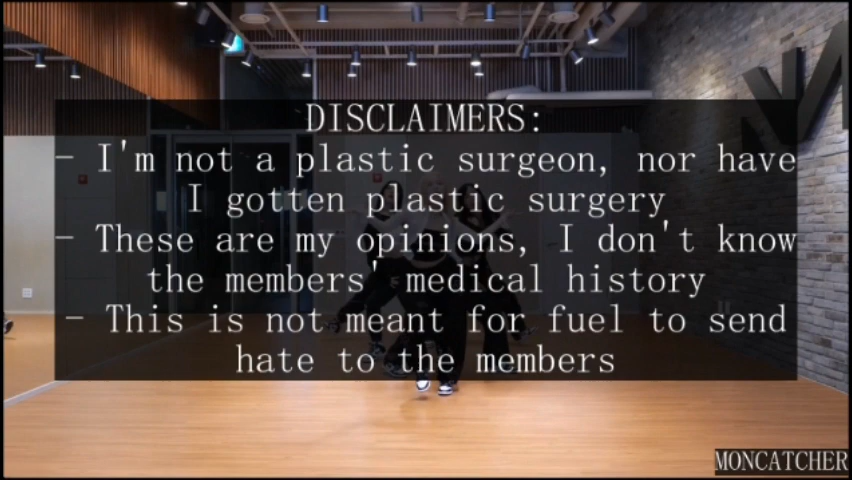 DISCLAIMERS:
- I'm not a plastic surgeon, nor have
I gotten plastic surgery
- These are my opinions, I don't know
the members' medical history
- This is not meant for fuel to send
hate to the members
MONCATCHER